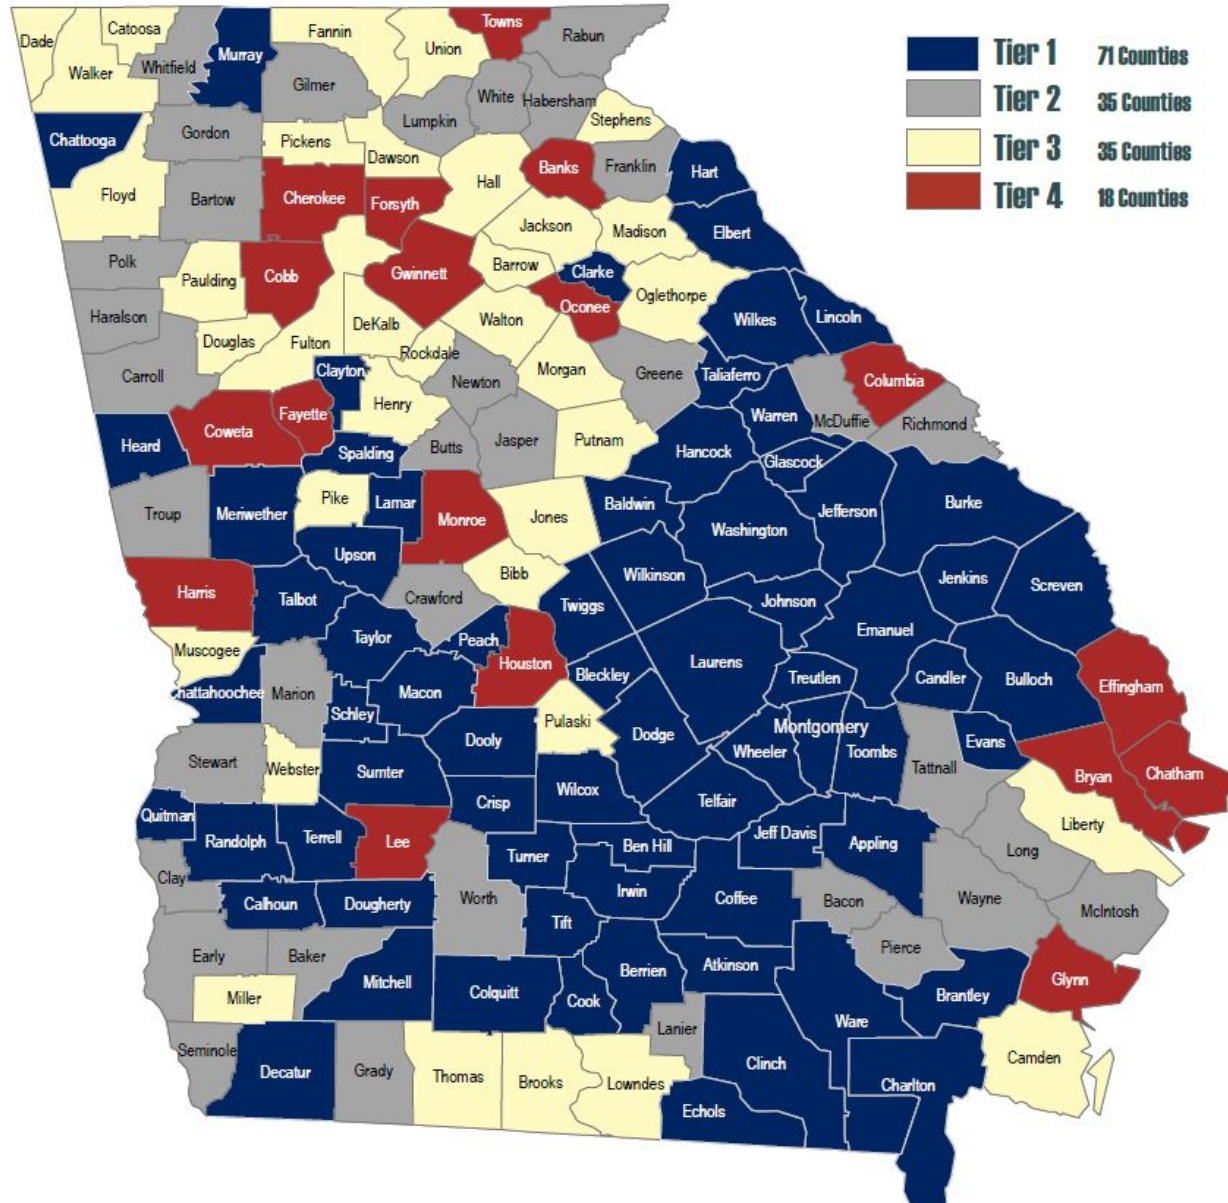 Tier 1 71 Counties
Tier 2 35 Counties
Tier 3 35 Counties
Tier 4 18 Counties
Dade
Catoosa
Walker
Whitfield
Murray
Fannin
Gilmer
Union
Towns
Rabun
White
Habersham
Lumpkin
Stephens
Chattooga
Gordon
Pickens
Dawson
Hall
Banks
Franklin
Hart
Floyd
Bartow
Cherokee
Forsyth
Jackson
Madison
Elbert
Polk
Paulding
Cobb
Gwinnett
Barrow
Clarke
Oconee
Oglethorpe
Wilkes
Lincoln
Haralson
Douglas
Fulton
DeKalb
Rockdale
Walton
Morgan
Greene
Taliaferro
Columbia
Carroll
Clayton
Henry
Newton
Warren
McDuffie
Richmond
Heard
Coweta
Fayette
Spalding
Butts
Jasper
Putnam
Hancock
Glascock
Troup
Meriwether
Pike
Lamar
Monroe
Jones
Baldwin
Washington
Jefferson
Burke
Upson
Bibb
Wilkinson
Jenkins
Screven
Harris
Talbot
Crawford
Twiggs
Johnson
Emanuel
Muscogee
Taylor
Peach
Houston
Bleckley
Laurens
Treutlen
Candler
Bulloch
Effingham
Chattahoochee
Marion
Schley
Macon
Pulaski
Dodge
Wheeler
Montgomery
Toombs
Evans
Tattnall
Bryan
Chatham
Stewart
Webster
Sumter
Dooly
Crisp
Wilcox
Telfair
Liberty
Quitman
Randolph
Terrell
Lee
Turner
Ben Hill
Jeff Davis
Appling
Long
Clay
Calhoun
Dougherty
Worth
Irwin
Tift
Coffee
Bacon
Wayne
McIntosh
Early
Baker
Mitchell
Colquitt
Cook
Berrien
Atkinson
Pierce
Brantley
Glynn
Miller
Lanier
Ware
Seminole
Decatur
Grady
Thomas
Brooks
Lowndes
Echols
Clinch
Charlton
Camden